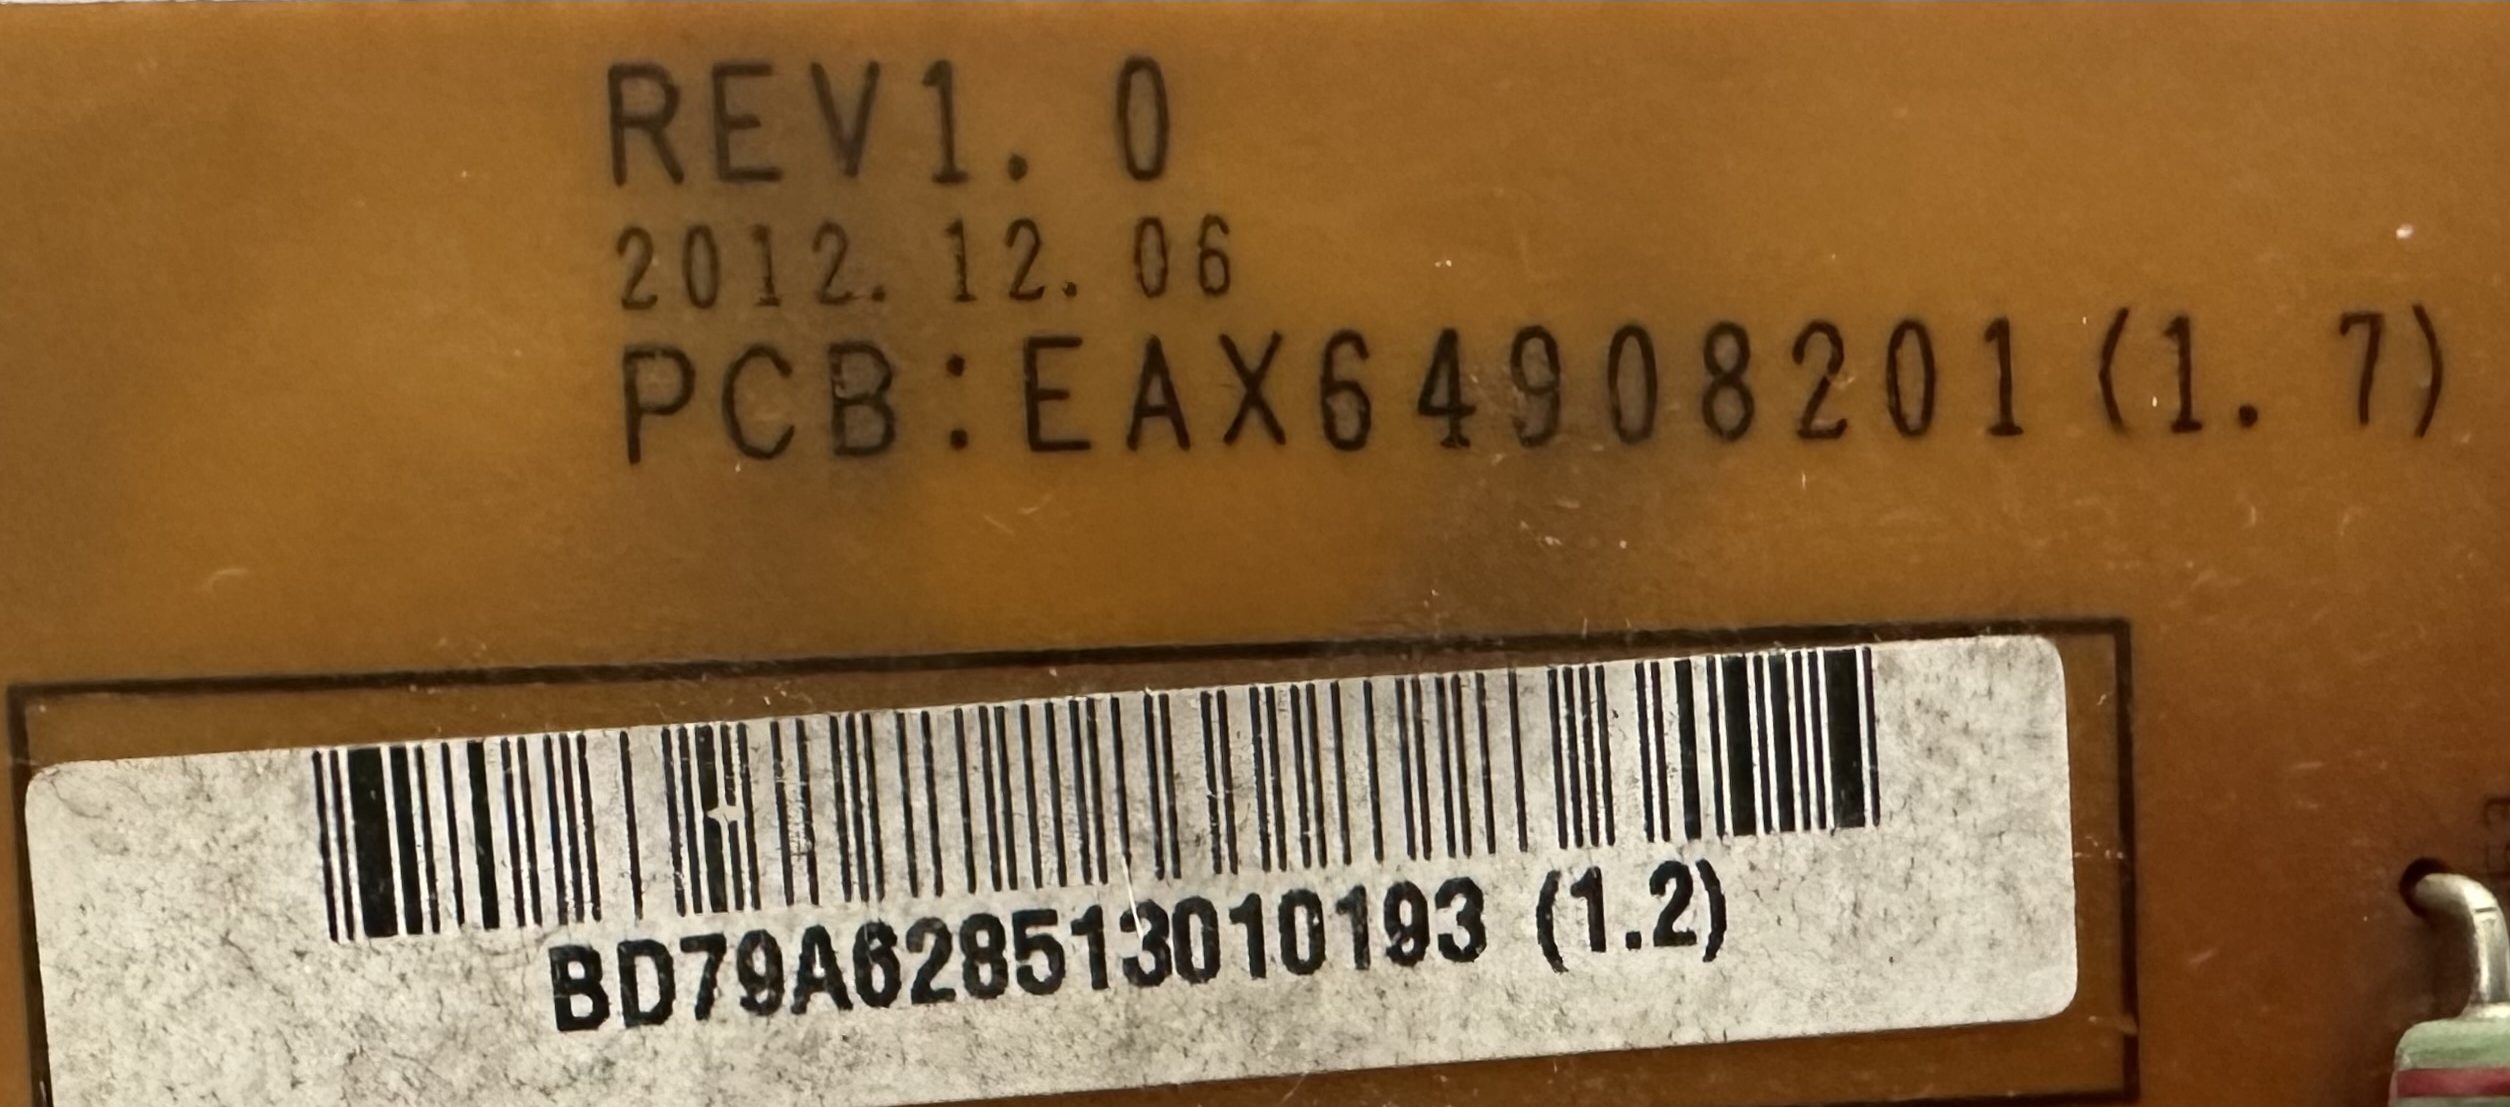 REV1.0
2012.12.06
PCB:EAX64908201(1.7)
BD79A628513010193 (1.2)